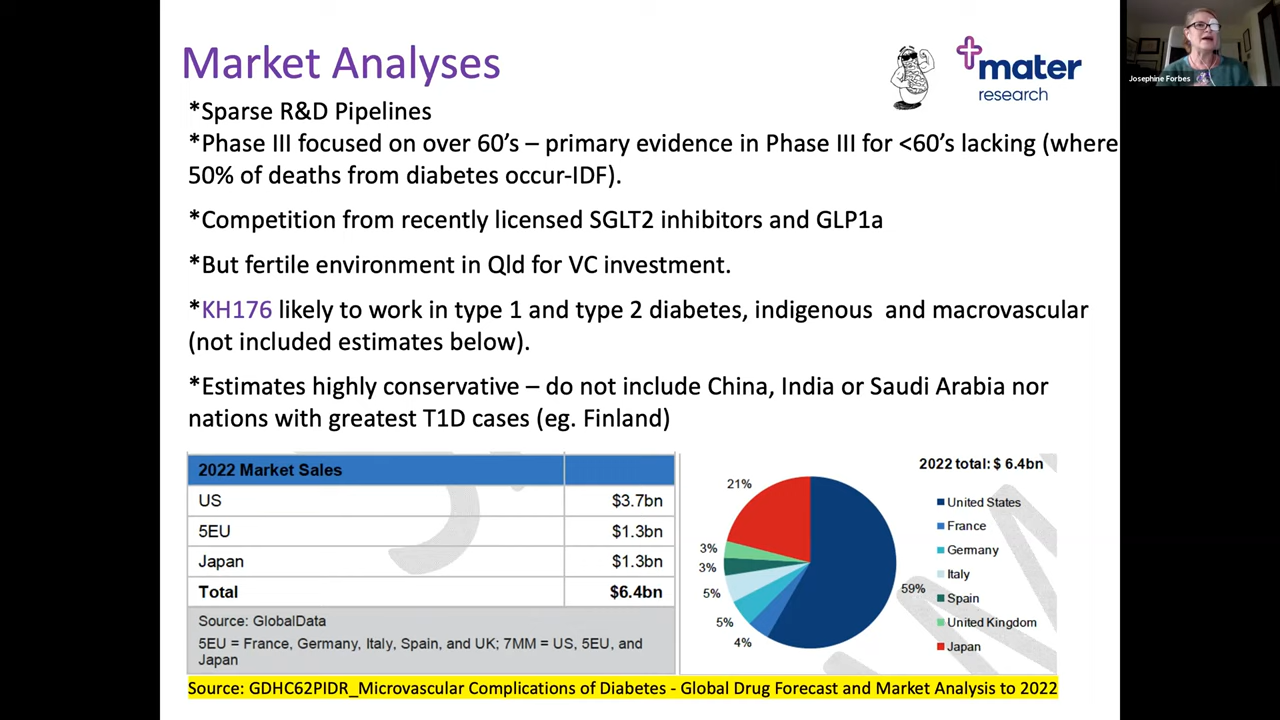 Market Analyses
mater
research
Josephine Forbes
*Sparse R&D Pipelines
*Phase III focused on over 60’s – primary evidence in Phase III for <60’s lacking (where
50% of deaths from diabetes occur-IDF).
*Competition from recently licensed SGLT2 inhibitors and GLP1a
*But fertile environment in Qld for VC investment.
*KH176 likely to work in type 1 and type 2 diabetes, indigenous  and macrovascular
(not included estimates below).
*Estimates highly conservative – do not include China, India or Saudi Arabia nor
nations with greatest T1D cases (eg. Finland)
2022 Market Sales
US $3.7bn
5EU $1.3bn
Japan $1.3bn
Total $6.4bn
Source: GlobalData
5EU = France, Germany, Italy, Spain, and UK; 7MM = US, 5EU, and
Japan
2022 total: $ 6.4bn
21%
3%
3%
5%
5%
4%
59%
United States
France
Germany
Italy
Spain
United Kingdom
Japan
Source: GDHC62PIDR_Microvascular Complications of Diabetes - Global Drug Forecast and Market Analysis to 2022